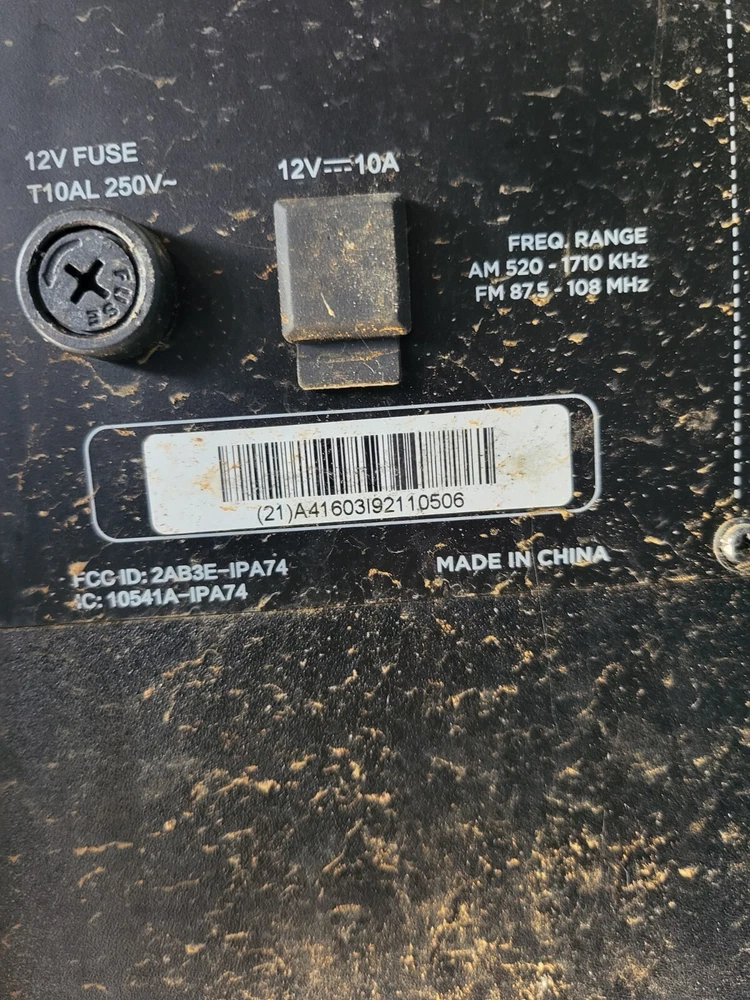 12V FUSE
T10AL 250V~
12V⎓10A
FUSE
FREQ. RANGE
AM 520 - 1710 KHz
FM 87.5 - 108 MHz
(21)A41603I92110506
FCC ID: 2AB3E-IPA74
IC: 10541A-IPA74
MADE IN CHINA